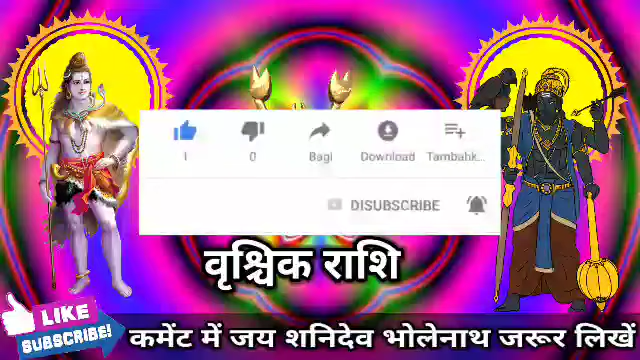 1
0
Bagi
Download
Tambahk...
DISUBSCRIBE
वृश्चिक राशि
LIKE
SUBSCRIBE!
कमेंट में जय शनिदेव भोलेनाथ जरूर लिखें